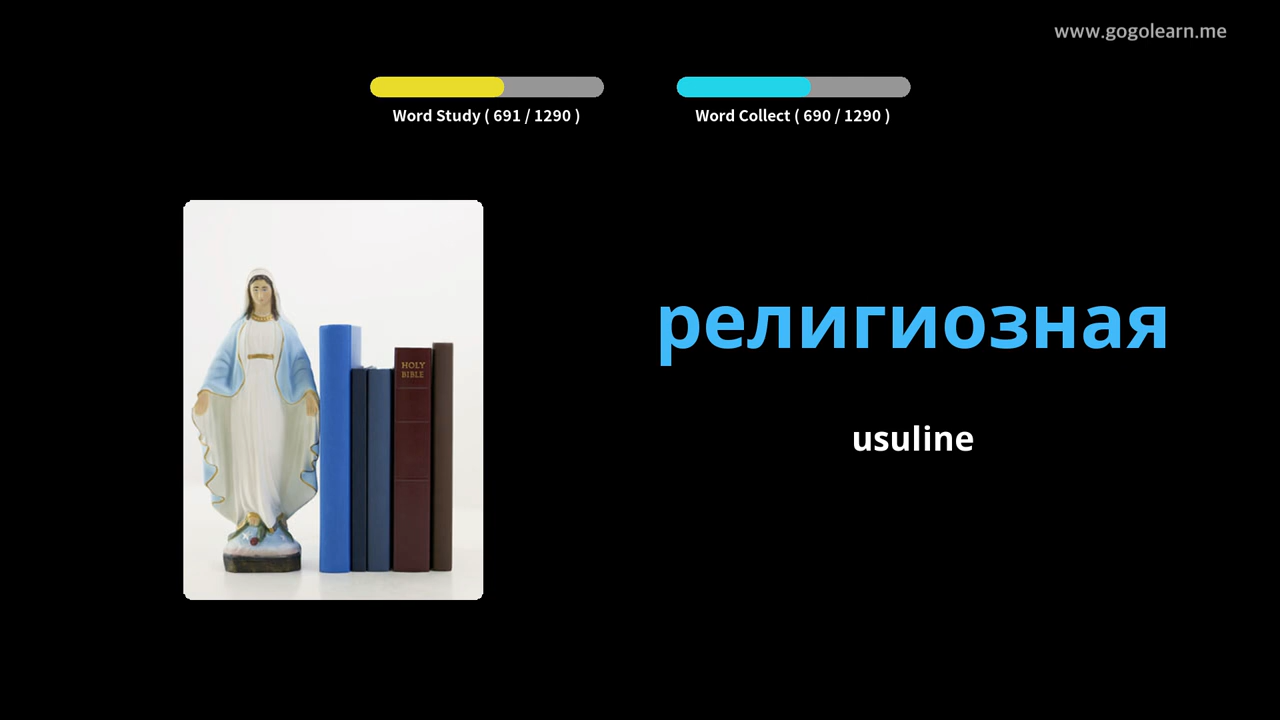 www.gogolearn.me
Word Study ( 691 / 1290 )
Word Collect ( 690 / 1290 )
HOLY
BIBLE
религиозная
usuline